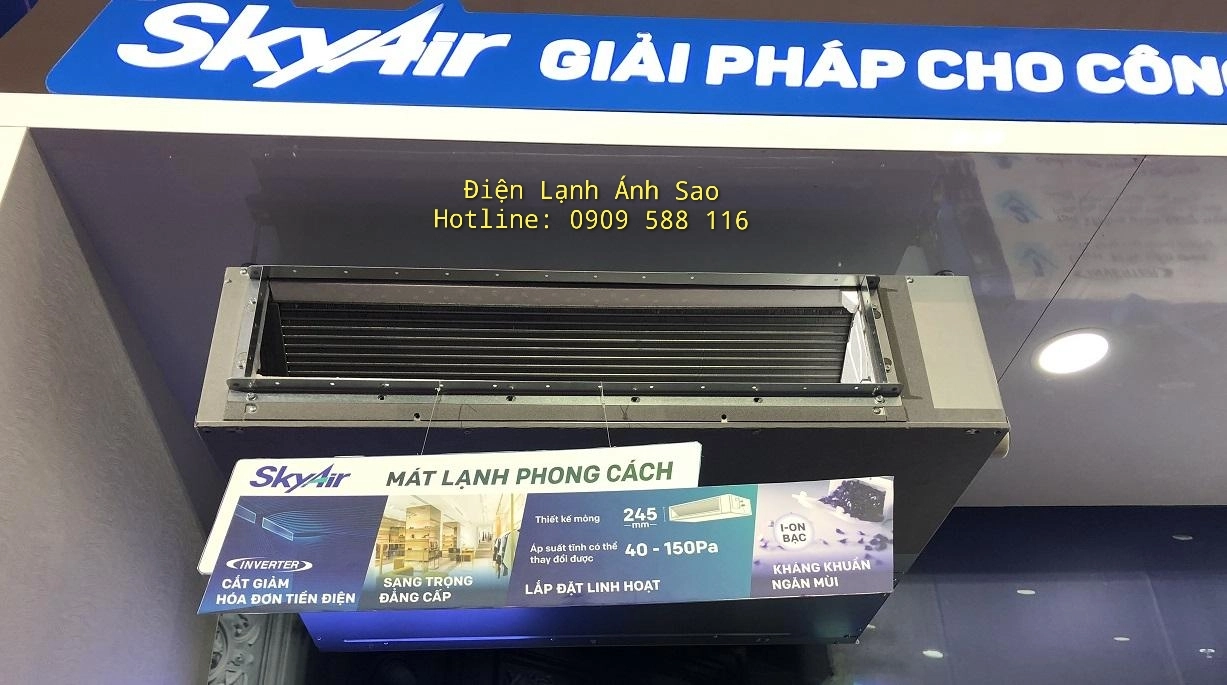 SkyAir GIẢI PHÁP CHO CÔNG
Điện Lạnh Ánh Sao
Hotline: 0909 588 116
SkyAir MÁT LẠNH PHONG CÁCH
INVERTER
CẮT GIẢM
HÓA ĐƠN TIỀN ĐIỆN
SANG TRỌNG
ĐẲNG CẤP
Thiết kế mỏng 245 mm
Áp suất tĩnh có thể
thay đổi được 40 - 150Pa
LẮP ĐẶT LINH HOẠT
I-ON
BẠC
KHÁNG KHUẨN
NGĂN MÙI